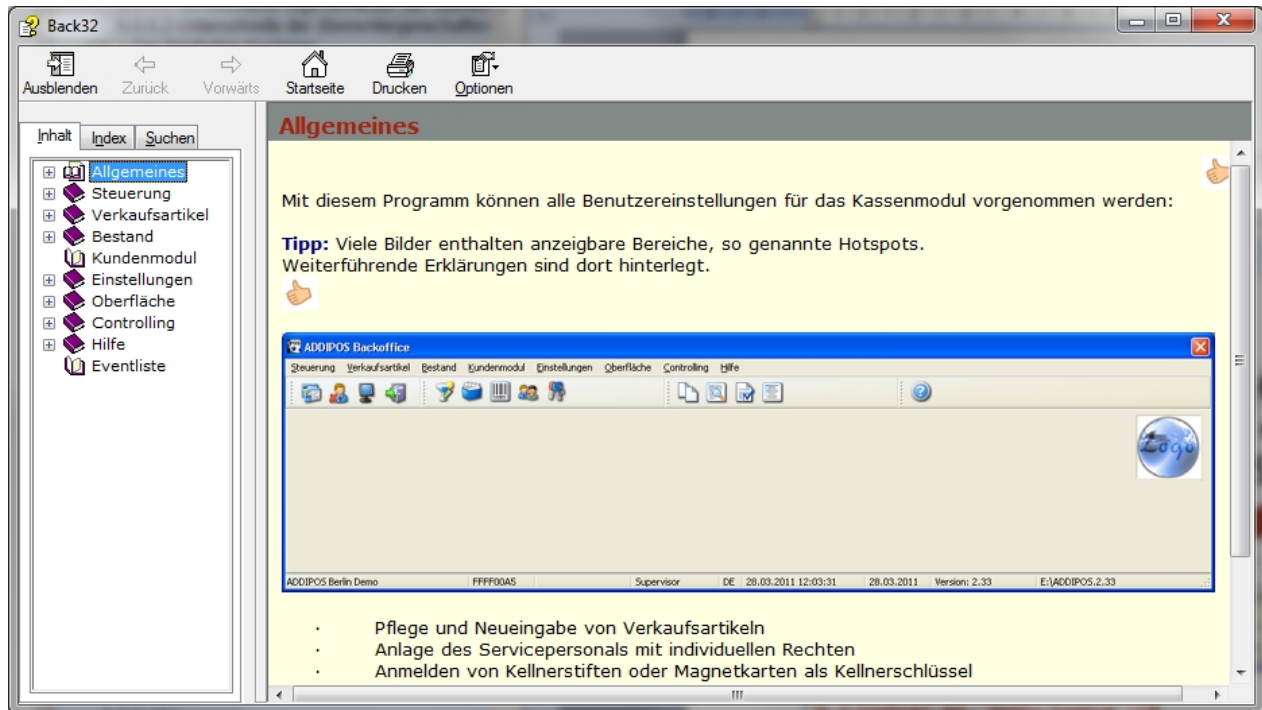 Back32
Ausblenden Zurück Vorwärts Startseite Drucken Optionen
Inhalt Index Suchen
Allgemeines
Steuerung
Verkaufsartikel
Bestand
Kundenmodul
Einstellungen
Oberfläche
Controlling
Hilfe
Eventliste
Allgemeines
Mit diesem Programm können alle Benutzereinstellungen für das Kassenmodul vorgenommen werden:
Tipp: Viele Bilder enthalten anzeigbare Bereiche, so genannte Hotspots.
Weiterführende Erklärungen sind dort hinterlegt.
ADDIPOS Backoffice
Steuerung Verkaufsartikel Bestand Kundenmodul Einstellungen Oberfläche Controlling Hilfe
Logo
ADDIPOS Berlin Demo FFFF00A5 Supervisor DE 28.03.2011 12:03:31 28.03.2011 Version: 2.33 E:\ADDIPOS.2.33
· Pflege und Neueingabe von Verkaufsartikeln
· Anlage des Servicepersonals mit individuellen Rechten
· Anmelden von Kellnerstiften oder Magnetkarten als Kellnerschlüssel